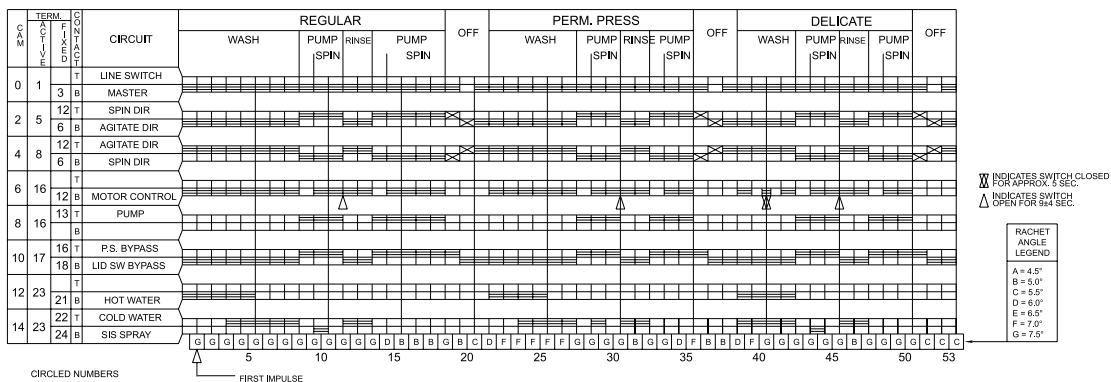 CAM
TERM.
ACTIVE
FIXED
CONTACT
CIRCUIT
REGULAR
OFF
PERM. PRESS
OFF
DELICATE
OFF
WASH
PUMP
SPIN
RINSE
PUMP
SPIN
WASH
PUMP
SPIN
RINSE
PUMP
SPIN
WASH
PUMP
SPIN
RINSE
PUMP
SPIN
0 1
T LINE SWITCH
3 B MASTER
2 5
12 T SPIN DIR
6 B AGITATE DIR
4 8
12 T AGITATE DIR
6 B SPIN DIR
6 16
T
12 B MOTOR CONTROL
8 16
13 T PUMP
B
10 17
16 T P.S. BYPASS
18 B LID SW BYPASS
12 23
T
21 B HOT WATER
14 23
22 T COLD WATER
24 B SIS SPRAY
5 10 15 20 25 30 35 40 45 50 53
CIRCLED NUMBERS
FIRST IMPULSE
INDICATES SWITCH CLOSED
FOR APPROX. 5 SEC.
INDICATES SWITCH
OPEN FOR 9±4 SEC.
RACHET
ANGLE
LEGEND
A = 4.5°
B = 5.0°
C = 5.5°
D = 6.0°
E = 6.5°
F = 7.0°
G = 7.5°